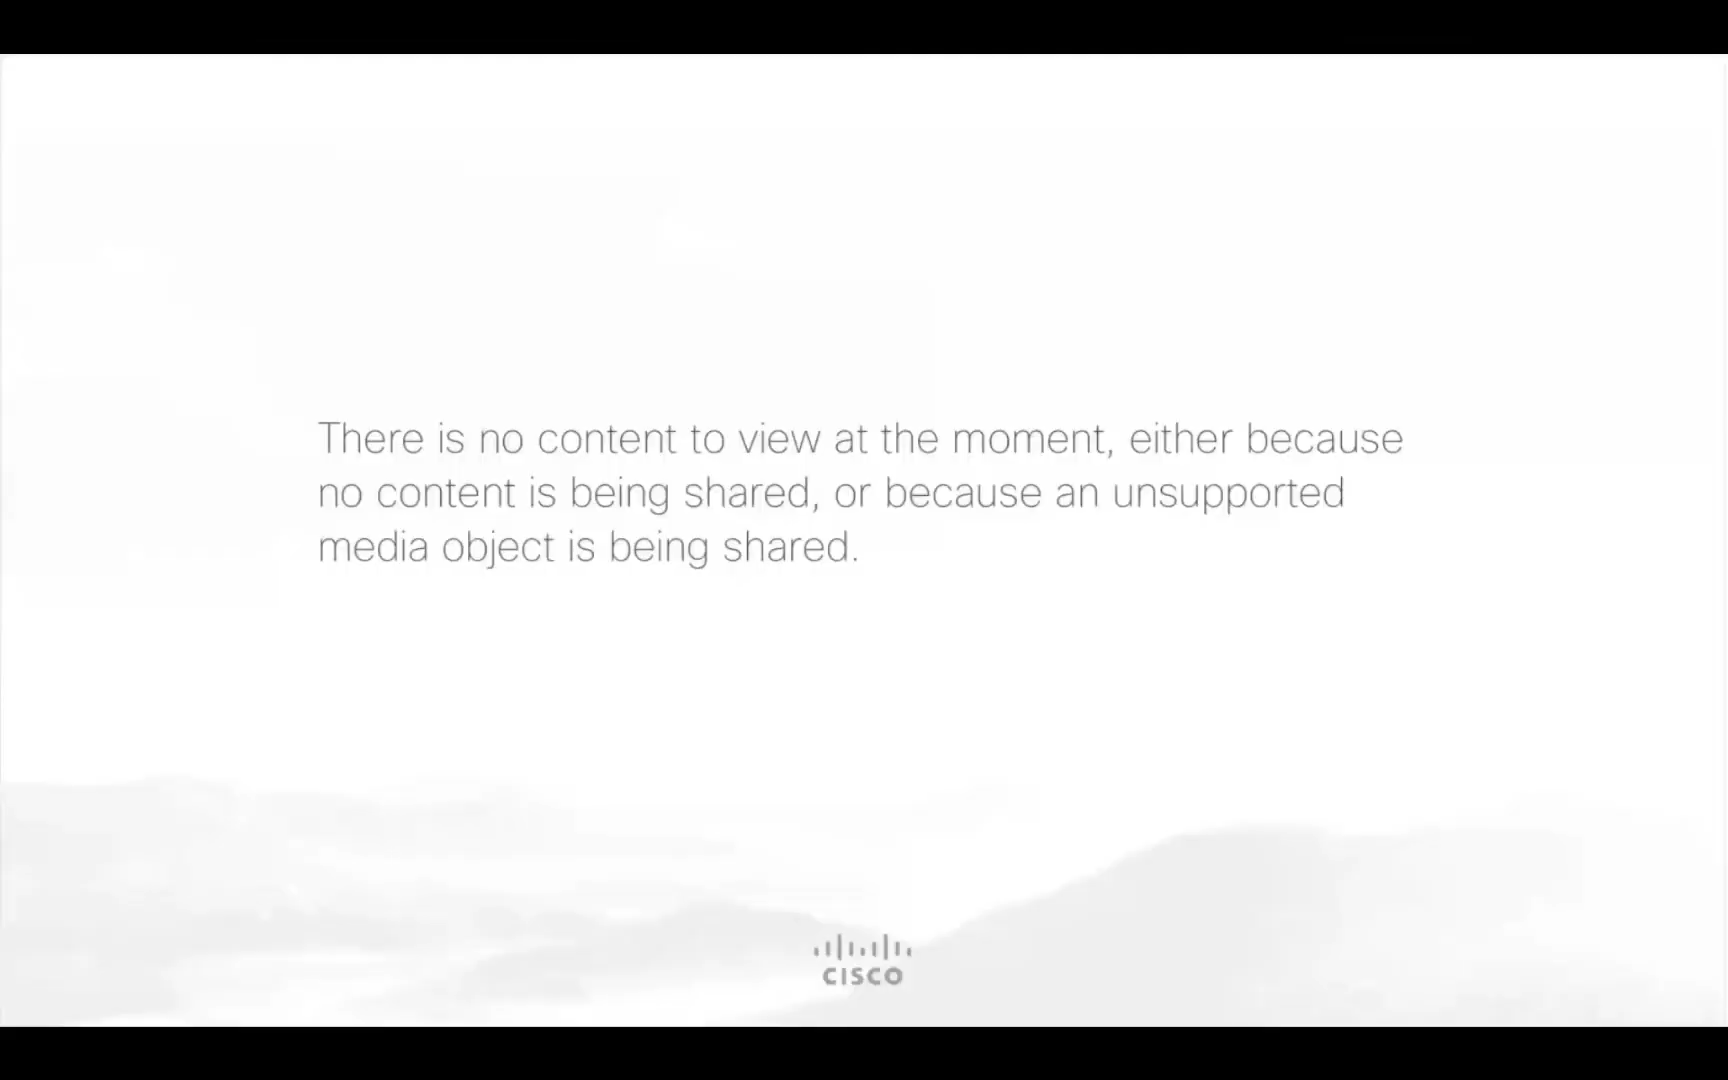 There is no content to view at the moment, either because
no content is being shared, or because an unsupported
media object is being shared.
CISCO